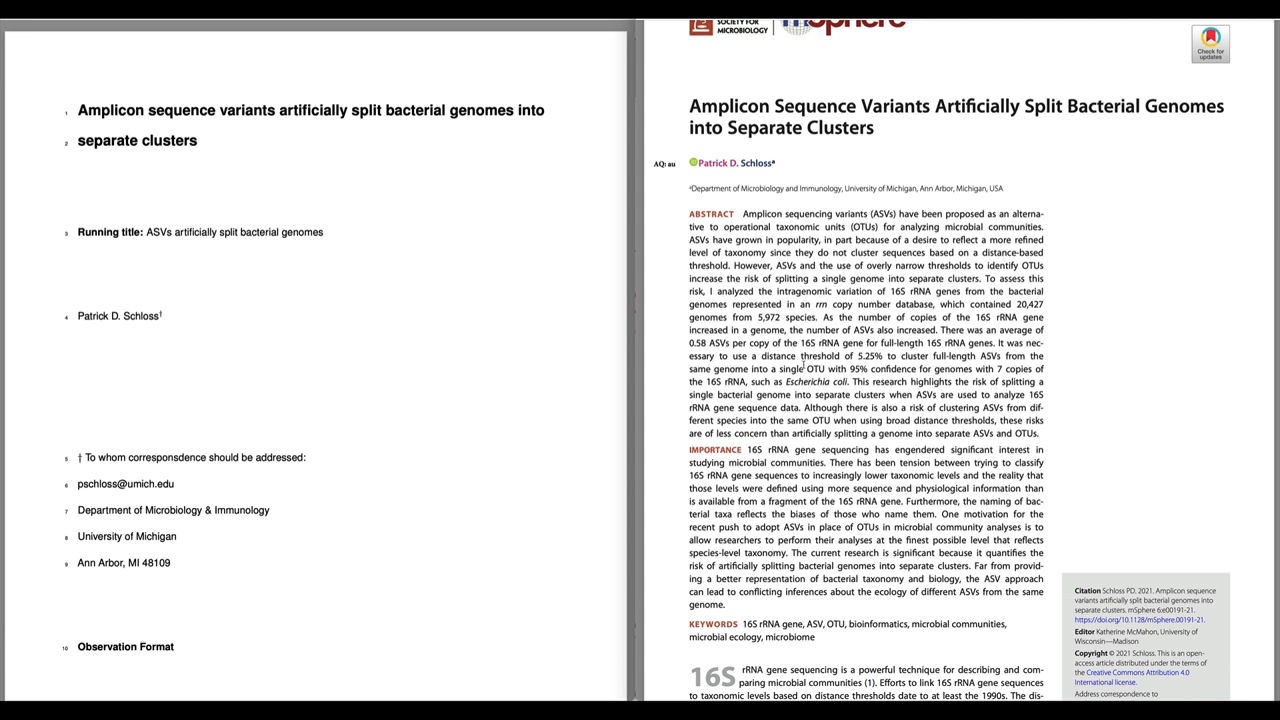 1 Amplicon sequence variants artificially split bacterial genomes into
2 separate clusters
3 Running title: ASVs artificially split bacterial genomes
4 Patrick D. Schloss†
5 † To whom corresponsdence should be addressed:
6 pschloss@umich.edu
7 Department of Microbiology & Immunology
8 University of Michigan
9 Ann Arbor, MI 48109
10 Observation Format
SOCIETY FOR
MICROBIOLOGY
mSphere
Check for
updates
Amplicon Sequence Variants Artificially Split Bacterial Genomes
into Separate Clusters
AQ: au
Patrick D. Schlossª
ªDepartment of Microbiology and Immunology, University of Michigan, Ann Arbor, Michigan, USA
ABSTRACT Amplicon sequencing variants (ASVs) have been proposed as an alterna-
tive to operational taxonomic units (OTUs) for analyzing microbial communities.
ASVs have grown in popularity, in part because of a desire to reflect a more refined
level of taxonomy since they do not cluster sequences based on a distance-based
threshold. However, ASVs and the use of overly narrow thresholds to identify OTUs
increase the risk of splitting a single genome into separate clusters. To assess this
risk, I analyzed the intragenomic variation of 16S rRNA genes from the bacterial
genomes represented in an rrn copy number database, which contained 20,427
genomes from 5,972 species. As the number of copies of the 16S rRNA gene
increased in a genome, the number of ASVs also increased. There was an average of
0.58 ASVs per copy of the 16S rRNA gene for full-length 16S rRNA genes. It was nec-
essary to use a distance threshold of 5.25% to cluster full-length ASVs from the
same genome into a single OTU with 95% confidence for genomes with 7 copies of
the 16S rRNA, such as Escherichia coli. This research highlights the risk of splitting a
single bacterial genome into separate clusters when ASVs are used to analyze 16S
rRNA gene sequence data. Although there is also a risk of clustering ASVs from dif-
ferent species into the same OTU when using broad distance thresholds, these risks
are of less concern than artificially splitting a genome into separate ASVs and OTUs.
IMPORTANCE 16S rRNA gene sequencing has engendered significant interest in
studying microbial communities. There has been tension between trying to classify
16S rRNA gene sequences to increasingly lower taxonomic levels and the reality that
those levels were defined using more sequence and physiological information than
is available from a fragment of the 16S rRNA gene. Furthermore, the naming of bac-
terial taxa reflects the biases of those who name them. One motivation for the
recent push to adopt ASVs in place of OTUs in microbial community analyses is to
allow researchers to perform their analyses at the finest possible level that reflects
species-level taxonomy. The current research is significant because it quantifies the
risk of artificially splitting bacterial genomes into separate clusters. Far from provid-
ing a better representation of bacterial taxonomy and biology, the ASV approach
can lead to conflicting inferences about the ecology of different ASVs from the same
genome.
KEYWORDS 16S rRNA gene, ASV, OTU, bioinformatics, microbial communities,
microbial ecology, microbiome
16S rRNA gene sequencing is a powerful technique for describing and com-
paring microbial communities (1). Efforts to link 16S rRNA gene sequences
to taxonomic levels based on distance thresholds date to at least the 1990s. The dis-
Citation Schloss PD. 2021. Amplicon sequence
variants artificially split bacterial genomes into
separate clusters. mSphere 6:e00191-21.
https://doi.org/10.1128/mSphere.00191-21.
Editor Katherine McMahon, University of
Wisconsin—Madison
Copyright © 2021 Schloss. This is an open-
access article distributed under the terms of
the Creative Commons Attribution 4.0
International license.
Address correspondence to